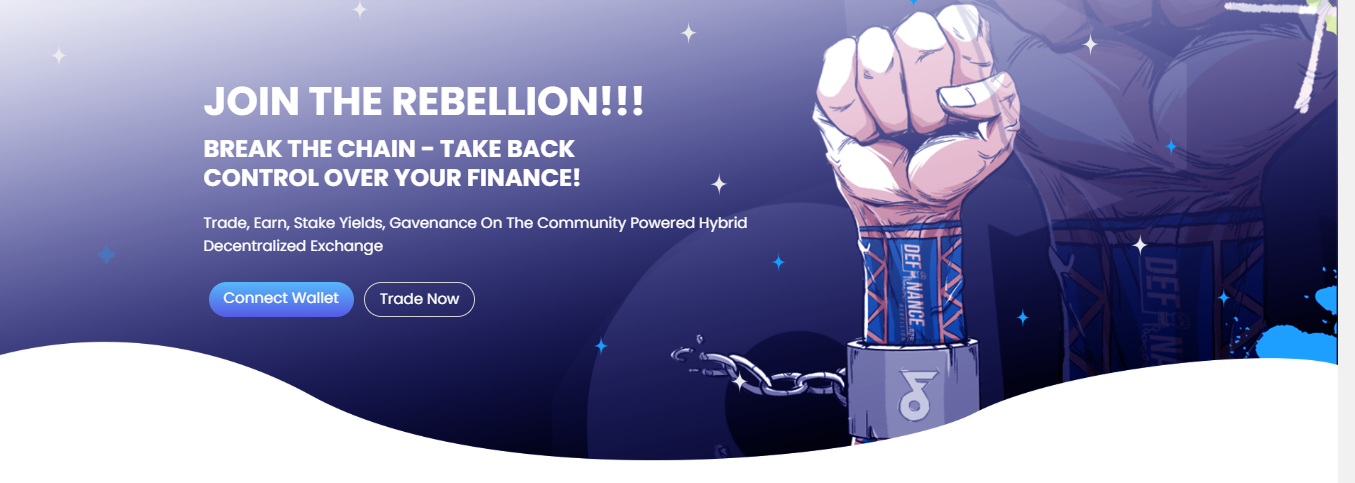 JOIN THE REBELLION!!!
BREAK THE CHAIN - TAKE BACK
CONTROL OVER YOUR FINANCE!
Trade, Earn, Stake Yields, Gavenance On The Community Powered Hybrid
Decentralized Exchange
Connect Wallet
Trade Now